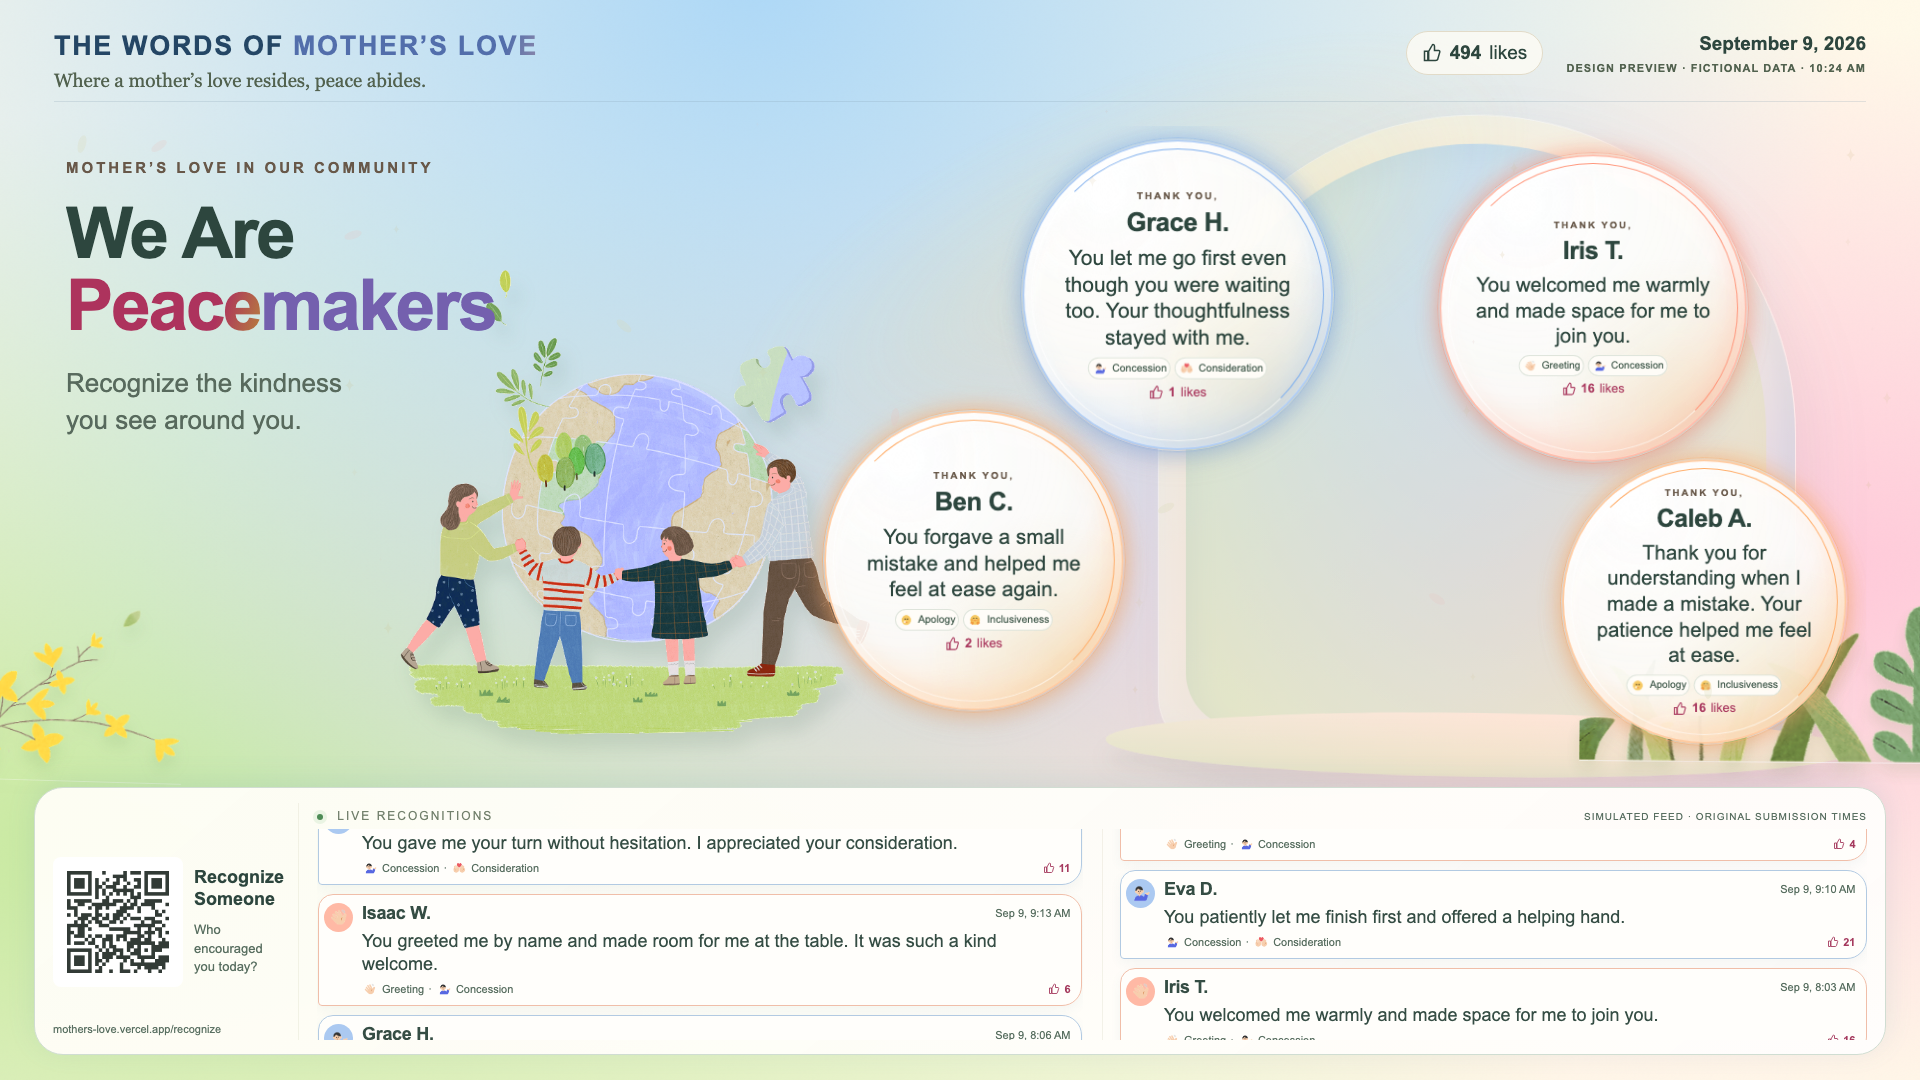 THE WORDS OF MOTHER'S LOVE
Where a mother's love resides, peace abides.
494 likes
September 9, 2026
DESIGN PREVIEW · FICTIONAL DATA · 10:24 AM
MOTHER'S LOVE IN OUR COMMUNITY
We Are
Peacemakers
Recognize the kindness
you see around you.
THANK YOU,
Grace H.
You let me go first even
though you were waiting
too. Your thoughtfulness
stayed with me.
Concession Consideration
1 likes
THANK YOU,
Iris T.
You welcomed me warmly
and made space for me to
join you.
Greeting Concession
16 likes
THANK YOU,
Ben C.
You forgave a small
mistake and helped me
feel at ease again.
Apology Inclusiveness
2 likes
THANK YOU,
Caleb A.
Thank you for
understanding when I
made a mistake. Your
patience helped me feel
at ease.
Apology Inclusiveness
16 likes
Recognize
Someone
Who
encouraged
you today?
mothers-love.vercel.app/recognize
LIVE RECOGNITIONS
SIMULATED FEED · ORIGINAL SUBMISSION TIMES
You gave me your turn without hesitation. I appreciated your consideration.
Concession · Consideration
11
Isaac W.
Sep 9, 9:13 AM
You greeted me by name and made room for me at the table. It was such a kind
welcome.
Greeting · Concession
6
Grace H.
Sep 9, 8:06 AM
Greeting · Concession
4
Eva D.
Sep 9, 9:10 AM
You patiently let me finish first and offered a helping hand.
Concession · Consideration
21
Iris T.
Sep 9, 8:03 AM
You welcomed me warmly and made space for me to join you.
Greeting · Concession
16